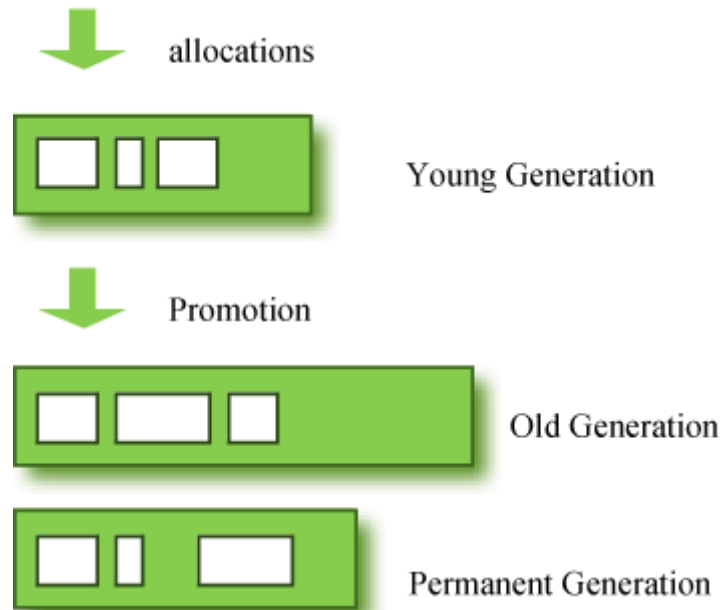 allocations
Young Generation
Promotion
Old Generation
Permanent Generation